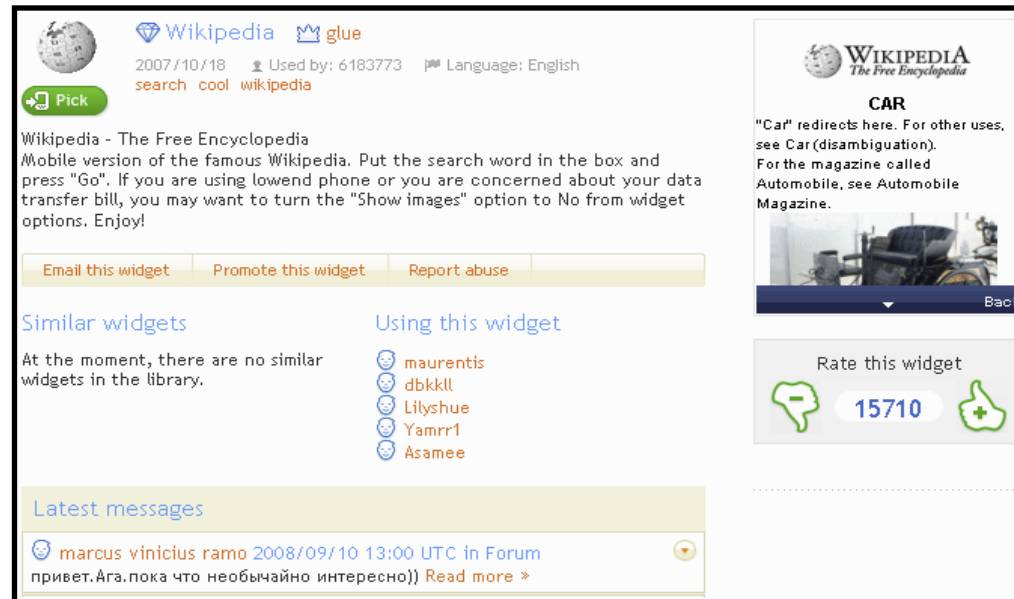 Wikipedia glue
2007/10/18 Used by: 6183773 Language: English
search cool wikipedia
Pick
Wikipedia - The Free Encyclopedia
Mobile version of the famous Wikipedia. Put the search word in the box and
press "Go". If you are using lowend phone or you are concerned about your data
transfer bill, you may want to turn the "Show images" option to No from widget
options. Enjoy!
Email this widget Promote this widget Report abuse
Similar widgets
At the moment, there are no similar
widgets in the library.
Using this widget
maurentis
dbkkll
Lilyshue
Yamrr1
Asamee
Latest messages
marcus vinicius ramo 2008/09/10 13:00 UTC in Forum
привет.Ага.пока что необычайно интересно)) Read more »
WIKIPEDIA
The Free Encyclopedia
CAR
"Car" redirects here. For other uses,
see Car (disambiguation).
For the magazine called
Automobile, see Automobile
Magazine.
Back
Rate this widget
15710